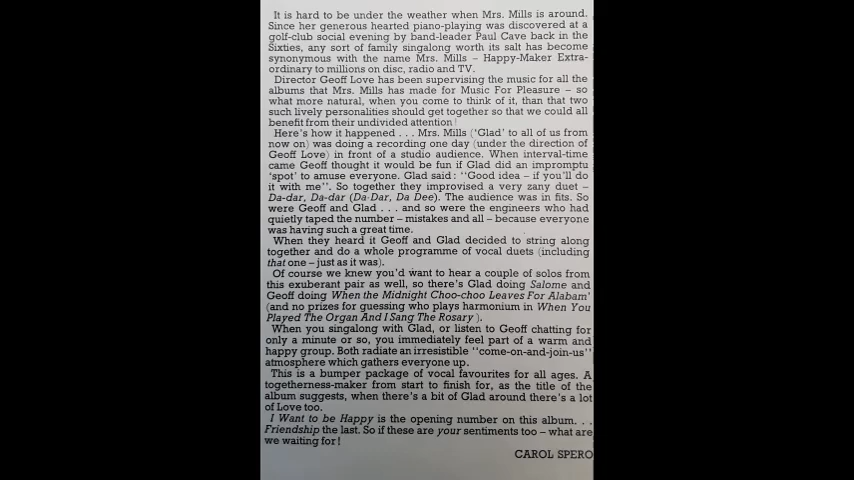 It is hard to be under the weather when Mrs. Mills is around.
Since her generous hearted piano-playing was discovered at a
golf-club social evening by band-leader Paul Cave back in the
Sixties, any sort of family singalong worth its salt has become
synonymous with the name Mrs. Mills – Happy-Maker Extra-
ordinary to millions on disc, radio and TV.
Director Geoff Love has been supervising the music for all the
albums that Mrs. Mills has made for Music For Pleasure – so
what more natural, when you come to think of it, than that two
such lively personalities should get together so that we could all
benefit from their undivided attention!
Here's how it happened . . . Mrs. Mills ('Glad' to all of us from
now on) was doing a recording one day (under the direction of
Geoff Love) in front of a studio audience. When interval-time
came Geoff thought it would be fun if Glad did an impromptu
'spot' to amuse everyone. Glad said: "Good idea – if you'll do
it with me". So together they improvised a very zany duet –
Da-dar, Da-dar (Da-Dar, Da Dee). The audience was in fits. So
were Geoff and Glad . . . and so were the engineers who had
quietly taped the number – mistakes and all – because everyone
was having such a great time.
When they heard it Geoff and Glad decided to string along
together and do a whole programme of vocal duets (including
that one – just as it was).
Of course we knew you'd want to hear a couple of solos from
this exuberant pair as well, so there's Glad doing Salome and
Geoff doing When the Midnight Choo-choo Leaves For Alabam'
(and no prizes for guessing who plays harmonium in When You
Played The Organ And I Sang The Rosary ).
When you singalong with Glad, or listen to Geoff chatting for
only a minute or so, you immediately feel part of a warm and
happy group. Both radiate an irresistible "come-on-and-join-us"
atmosphere which gathers everyone up.
This is a bumper package of vocal favourites for all ages. A
togetherness-maker from start to finish for, as the title of the
album suggests, when there's a bit of Glad around there's a lot
of Love too.
I Want to be Happy is the opening number on this album. . .
Friendship the last. So if these are your sentiments too – what are
we waiting for!
CAROL SPERO